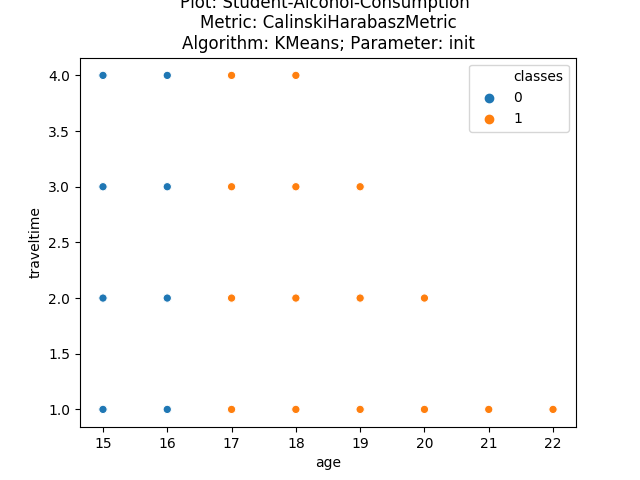 Plot: Student-Alcohol-Consumption
Metric: CalinskiHarabaszMetric
Algorithm: KMeans; Parameter: init
classes
0
1
4.0
3.5
3.0
2.5
2.0
1.5
1.0
traveltime
15 16 17 18 19 20 21 22
age